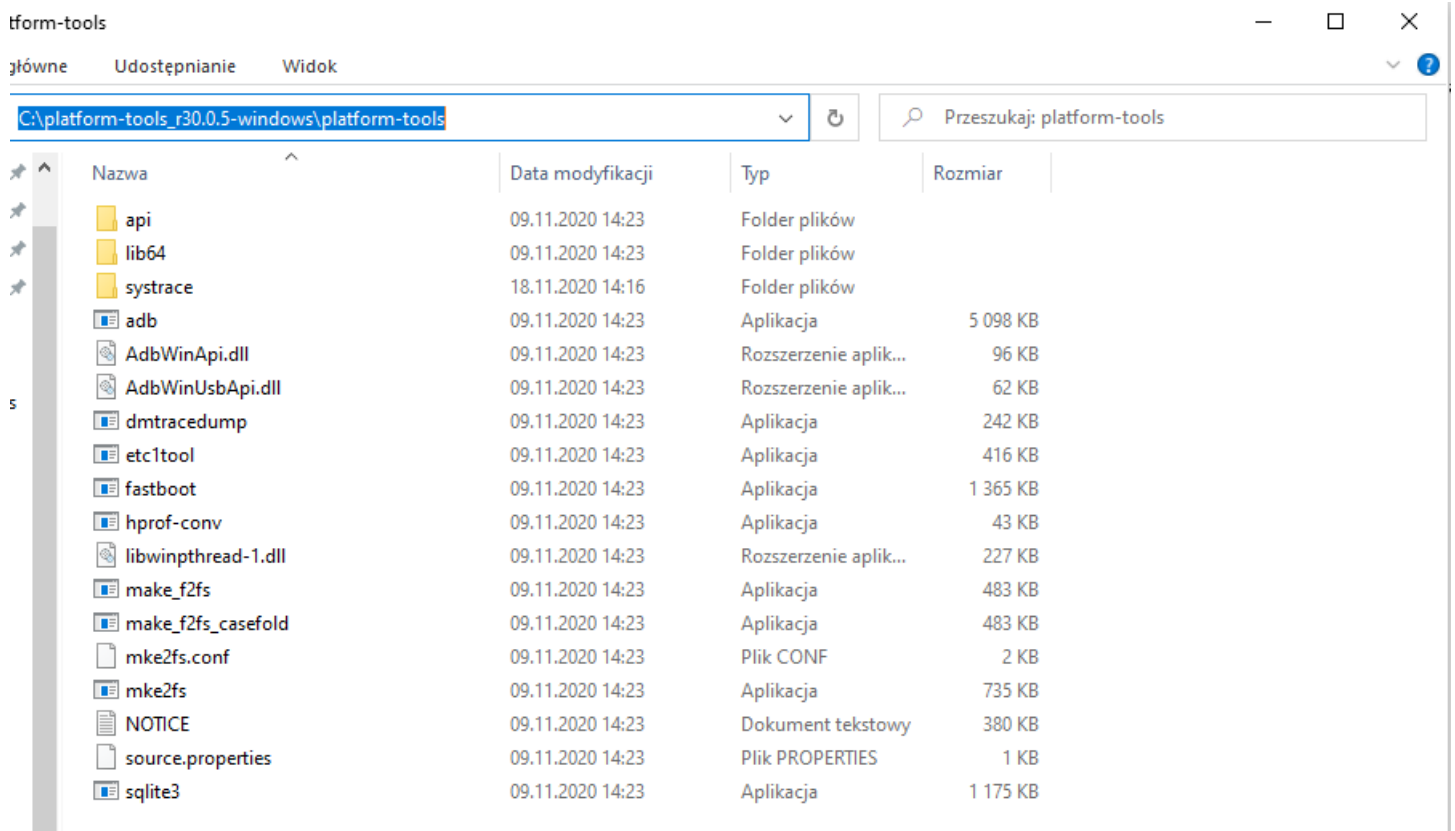 tform-tools
główne Udostępnianie Widok
C:\platform-tools_r30.0.5-windows\platform-tools Przeszukaj: platform-tools
Nazwa Data modyfikacji Typ Rozmiar
api 09.11.2020 14:23 Folder plików
lib64 09.11.2020 14:23 Folder plików
systrace 18.11.2020 14:16 Folder plików
adb 09.11.2020 14:23 Aplikacja 5 098 KB
AdbWinApi.dll 09.11.2020 14:23 Rozszerzenie aplik... 96 KB
AdbWinUsbApi.dll 09.11.2020 14:23 Rozszerzenie aplik... 62 KB
s
dmtracedump 09.11.2020 14:23 Aplikacja 242 KB
etc1tool 09.11.2020 14:23 Aplikacja 416 KB
fastboot 09.11.2020 14:23 Aplikacja 1 365 KB
hprof-conv 09.11.2020 14:23 Aplikacja 43 KB
libwinpthread-1.dll 09.11.2020 14:23 Rozszerzenie aplik... 227 KB
make_f2fs 09.11.2020 14:23 Aplikacja 483 KB
make_f2fs_casefold 09.11.2020 14:23 Aplikacja 483 KB
mke2fs.conf 09.11.2020 14:23 Plik CONF 2 KB
mke2fs 09.11.2020 14:23 Aplikacja 735 KB
NOTICE 09.11.2020 14:23 Dokument tekstowy 380 KB
source.properties 09.11.2020 14:23 Plik PROPERTIES 1 KB
sqlite3 09.11.2020 14:23 Aplikacja 1 175 KB